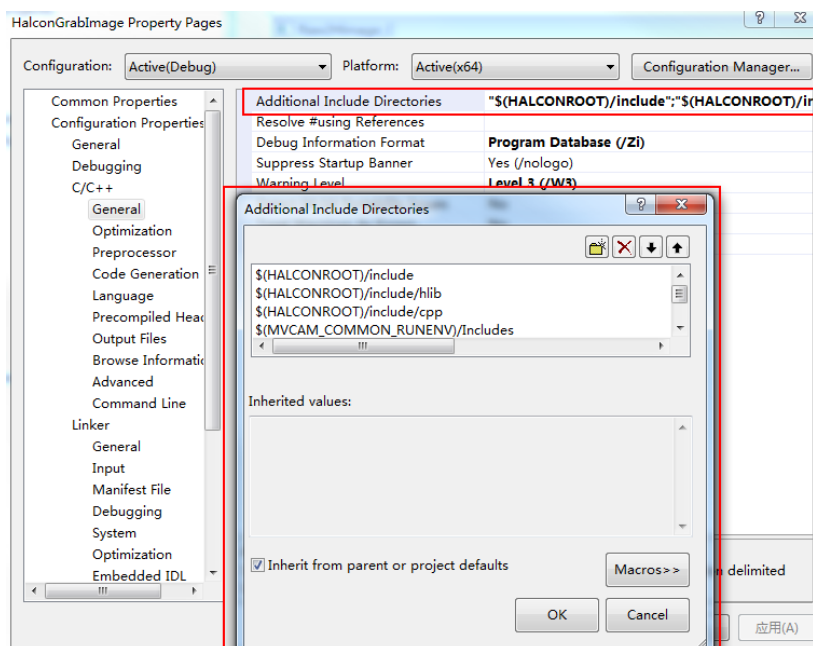 HalconGrabImage Property Pages
Configuration: Active(Debug) Platform: Active(x64) Configuration Manager...
Common Properties
Configuration Properties
General
Debugging
C/C++
General
Optimization
Preprocessor
Code Generation
Language
Precompiled Head
Output Files
Browse Informatio
Advanced
Command Line
Linker
General
Input
Manifest File
Debugging
System
Optimization
Embedded IDL
Additional Include Directories "$(HALCONROOT)/include";"$(HALCONROOT)/in
Resolve #using References
Debug Information Format Program Database (/Zi)
Suppress Startup Banner Yes (/nologo)
Warning Level Level 3 (/W3)
Additional Include Directories
$(HALCONROOT)/include
$(HALCONROOT)/include/hlib
$(HALCONROOT)/include/cpp
$(MVCAM_COMMON_RUNENV)/Includes
Inherited values:
Inherit from parent or project defaults
Macros>>
OK Cancel
delimited
应用(A)